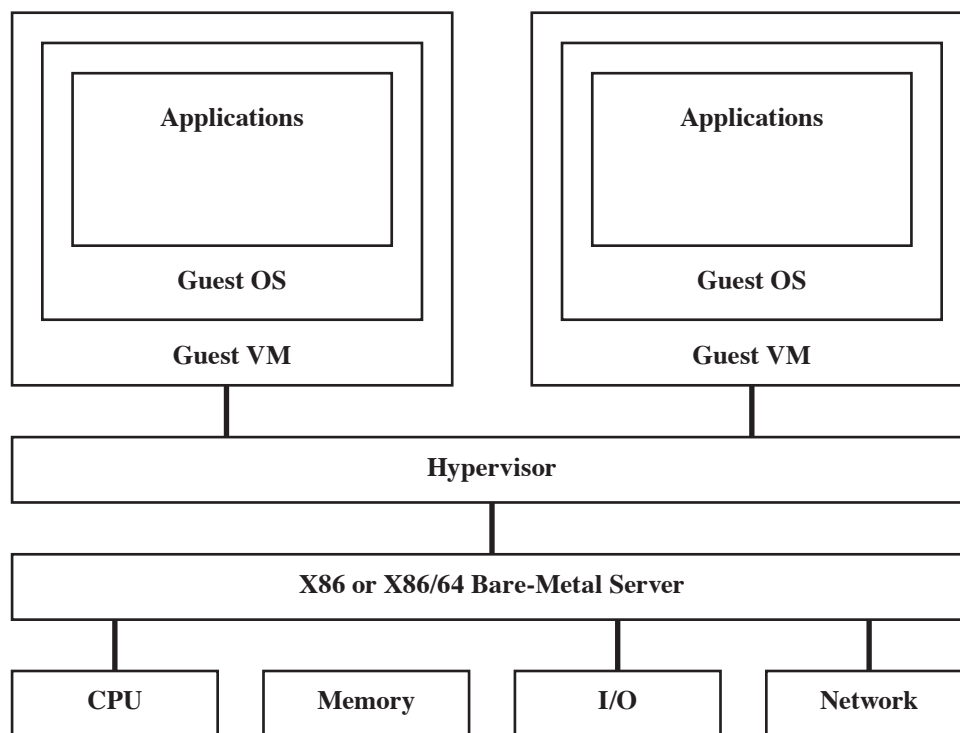 Applications
Applications
Guest OS
Guest OS
Guest VM
Guest VM
Hypervisor
X86 or X86/64 Bare-Metal Server
CPU
Memory
I/O
Network